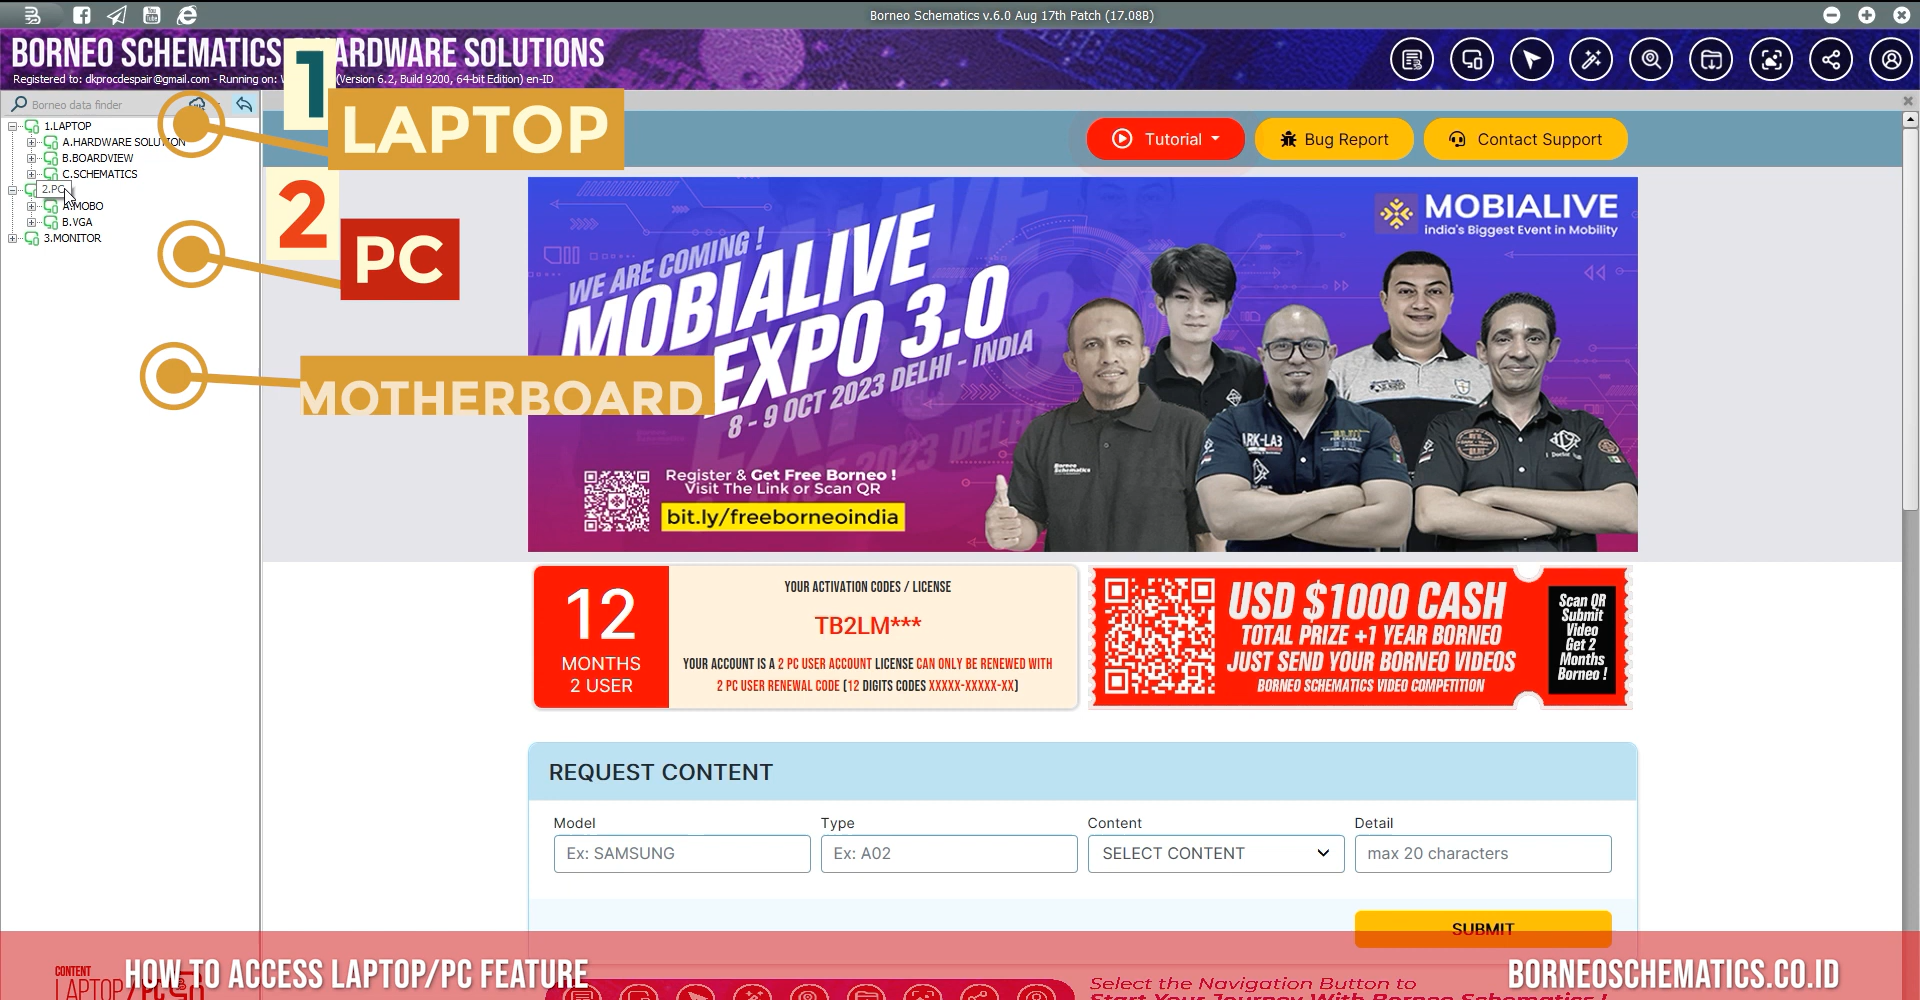 Borneo Schematics v.6.0 Aug 17th Patch (17.08B)
BORNEO SCHEMATICS HARDWARE SOLUTIONS
Registered to: dkprocdespair@gmail.com - Running on: (Version 6.2, Build 9200, 64-bit Edition) en-ID
Borneo data finder
1.LAPTOP
A.HARDWARE SOLUTION
B.BOARDVIEW
C.SCHEMATICS
2.PC
A.MOBO
B.VGA
3.MONITOR
1
LAPTOP
2
PC
MOTHERBOARD
Tutorial
Bug Report
Contact Support
WE ARE COMING !
MOBIALIVE
EXPO 3.0
8 - 9 OCT 2023 DELHI - INDIA
Register & Get Free Borneo !
Visit The Link or Scan QR
bit.ly/freeborneoindia
MOBIALIVE
India's Biggest Event in Mobility
12
MONTHS
2 USER
YOUR ACTIVATION CODES / LICENSE
TB2LM***
YOUR ACCOUNT IS A 2 PC USER ACCOUNT LICENSE CAN ONLY BE RENEWED WITH
2 PC USER RENEWAL CODE (12 DIGITS CODES XXXXX-XXXXX-XX)
USD $1000 CASH
TOTAL PRIZE +1 YEAR BORNEO
JUST SEND YOUR BORNEO VIDEOS
BORNEO SCHEMATICS VIDEO COMPETITION
Scan QR
Submit
Video
Get 2
Months
Borneo !
REQUEST CONTENT
Model
Type
Content
Detail
Ex: SAMSUNG
Ex: A02
SELECT CONTENT
max 20 characters
SUBMIT
CONTENT
LAPTOP/PC
HOW TO ACCESS LAPTOP/PC FEATURE
Select the Navigation Button to
Start Your Journey With Borneo Schematics !
BORNEOSCHEMATICS.CO.ID